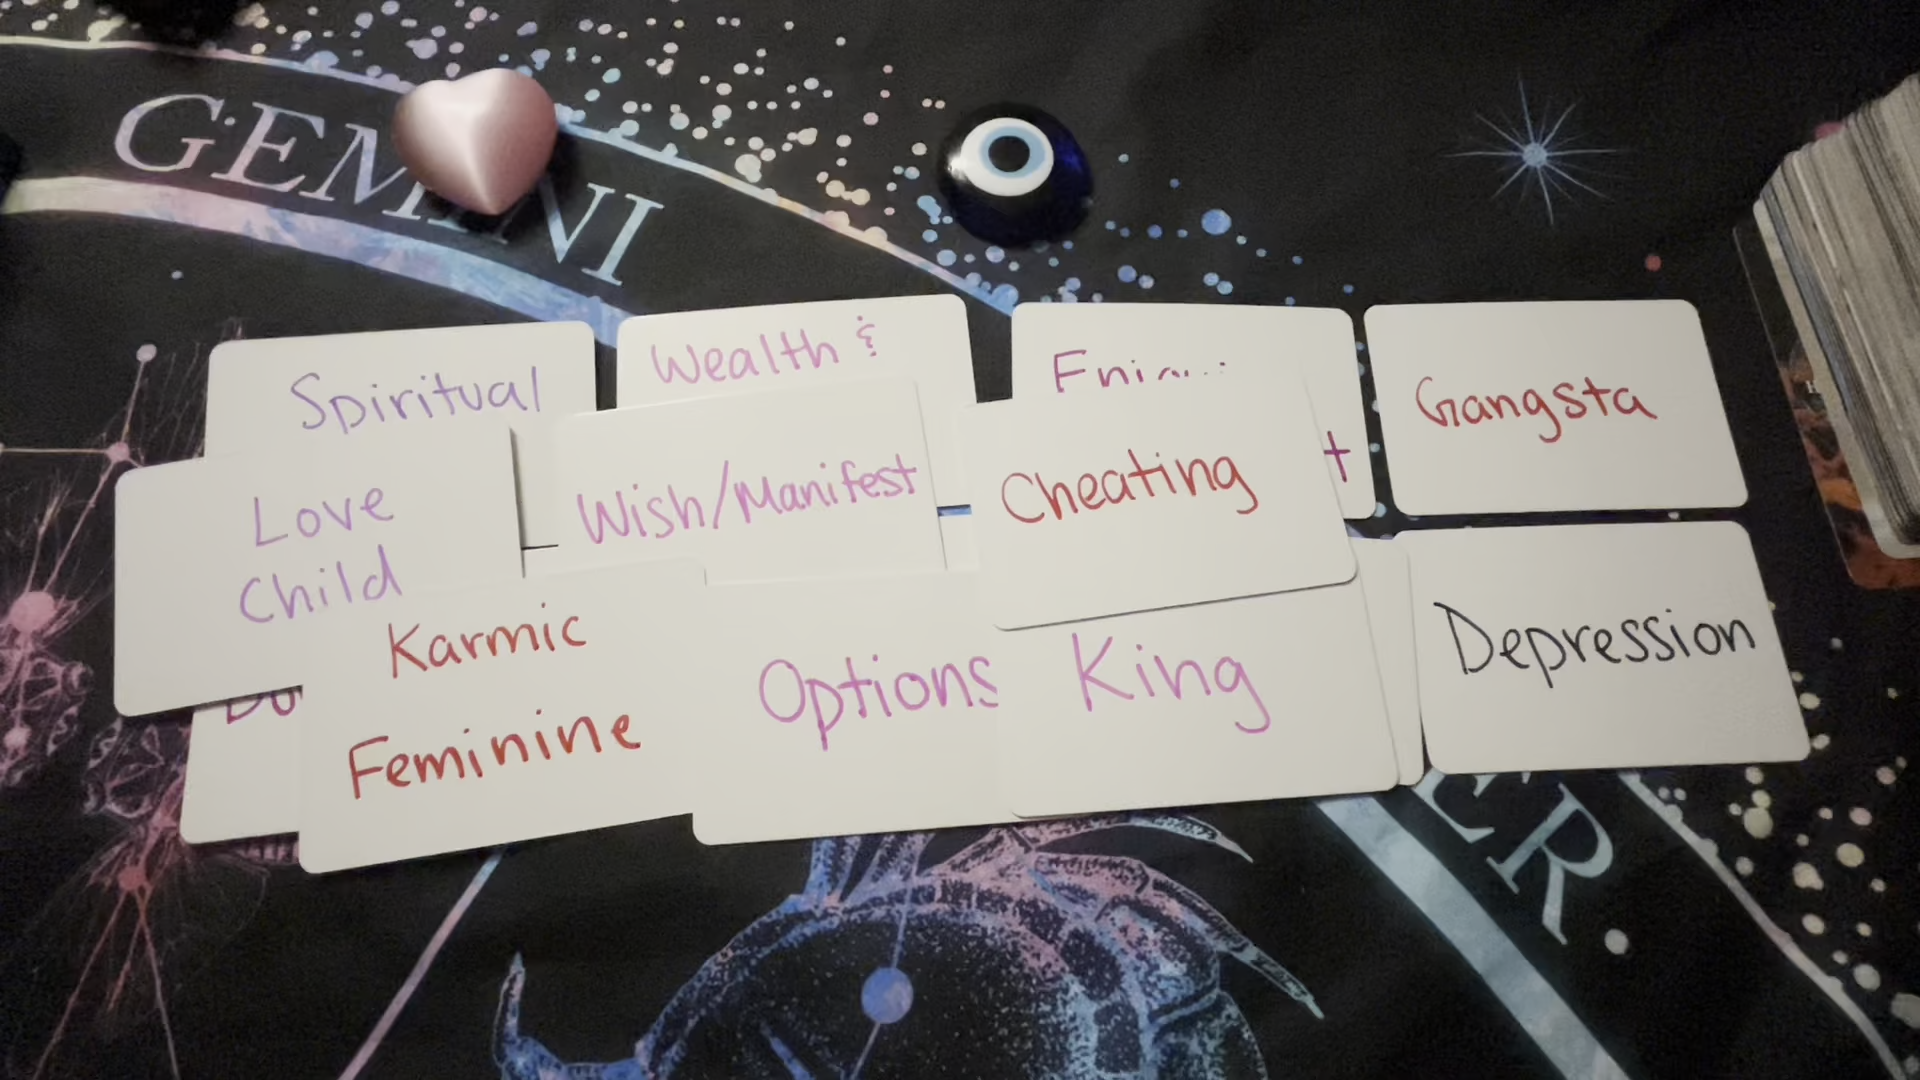 GEMINI
Spiritual
Wealth &
Gangsta
Love
Child
Wish/Manifest
Cheating
Karmic
Feminine
Options
King
Depression